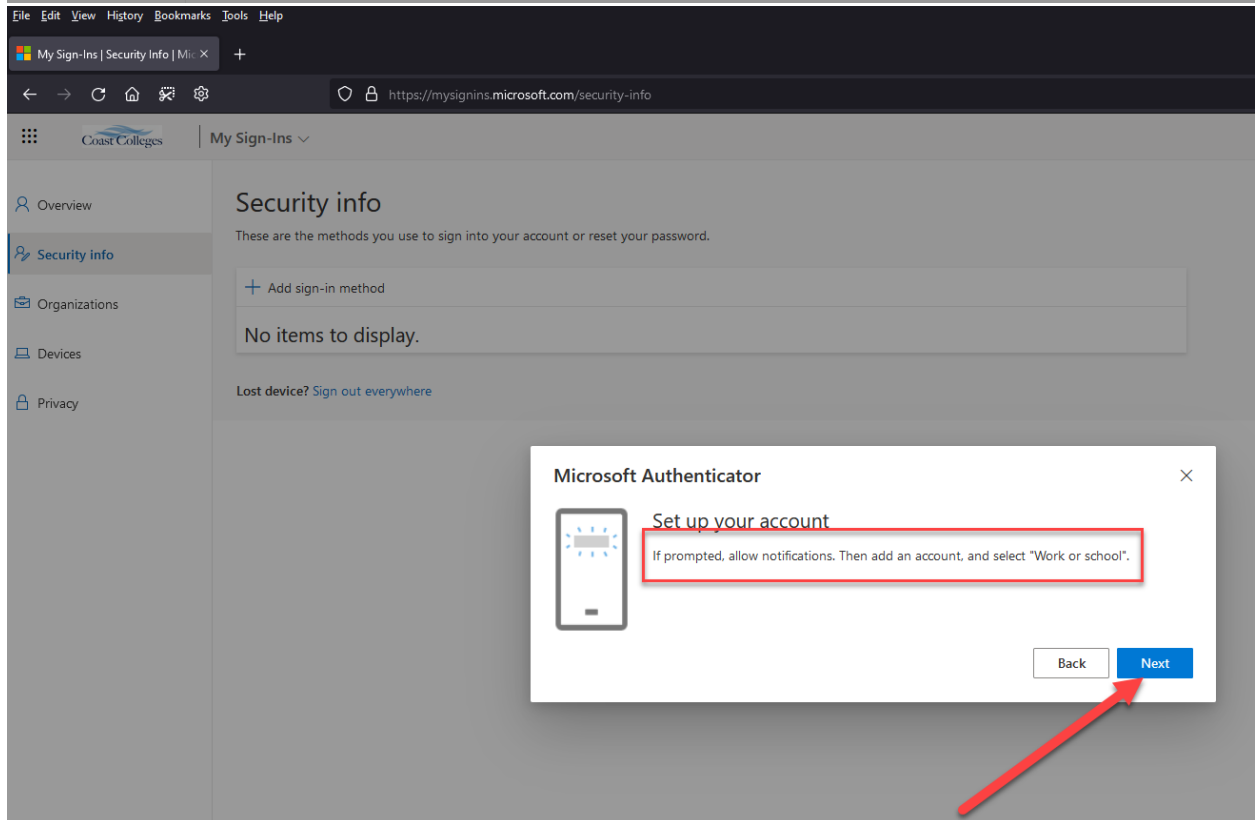 File Edit View History Bookmarks Tools Help
My Sign-Ins | Security Info | Mic
https://mysignins.microsoft.com/security-info
Coast Colleges
My Sign-Ins
Overview
Security info
Organizations
Devices
Privacy
Security info
These are the methods you use to sign into your account or reset your password.
Add sign-in method
No items to display.
Lost device? Sign out everywhere
Microsoft Authenticator
Set up your account
If prompted, allow notifications. Then add an account, and select "Work or school".
Back Next